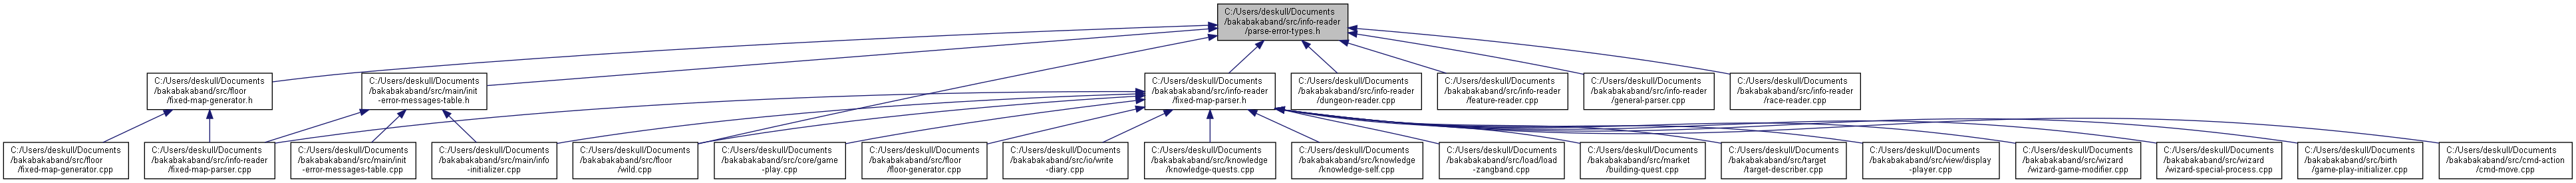 C:/Users/deskull/Documents
/bakabakaband/src/info-reader
/parse-error-types.h
C:/Users/deskull/Documents
/bakabakaband/src/floor
/fixed-map-generator.h
C:/Users/deskull/Documents
/bakabakaband/src/main/init
-error-messages-table.h
C:/Users/deskull/Documents
/bakabakaband/src/info-reader
/fixed-map-parser.h
C:/Users/deskull/Documents
/bakabakaband/src/info-reader
/dungeon-reader.cpp
C:/Users/deskull/Documents
/bakabakaband/src/info-reader
/feature-reader.cpp
C:/Users/deskull/Documents
/bakabakaband/src/info-reader
/general-parser.cpp
C:/Users/deskull/Documents
/bakabakaband/src/info-reader
/race-reader.cpp
C:/Users/deskull/Documents
/bakabakaband/src/floor
/fixed-map-generator.cpp
C:/Users/deskull/Documents
/bakabakaband/src/info-reader
/fixed-map-parser.cpp
C:/Users/deskull/Documents
/bakabakaband/src/main/init
-error-messages-table.cpp
C:/Users/deskull/Documents
/bakabakaband/src/main/info
-initializer.cpp
C:/Users/deskull/Documents
/bakabakaband/src/floor
/wild.cpp
C:/Users/deskull/Documents
/bakabakaband/src/core/game
-play.cpp
C:/Users/deskull/Documents
/bakabakaband/src/floor
/floor-generator.cpp
C:/Users/deskull/Documents
/bakabakaband/src/io/write
-diary.cpp
C:/Users/deskull/Documents
/bakabakaband/src/knowledge
/knowledge-quests.cpp
C:/Users/deskull/Documents
/bakabakaband/src/knowledge
/knowledge-self.cpp
C:/Users/deskull/Documents
/bakabakaband/src/load/load
-zangband.cpp
C:/Users/deskull/Documents
/bakabakaband/src/market
/building-quest.cpp
C:/Users/deskull/Documents
/bakabakaband/src/target
/target-describer.cpp
C:/Users/deskull/Documents
/bakabakaband/src/view/display
-player.cpp
C:/Users/deskull/Documents
/bakabakaband/src/wizard
/wizard-game-modifier.cpp
C:/Users/deskull/Documents
/bakabakaband/src/wizard
/wizard-special-process.cpp
C:/Users/deskull/Documents
/bakabakaband/src/birth
/game-play-initializer.cpp
C:/Users/deskull/Documents
/bakabakaband/src/cmd-action
/cmd-move.cpp